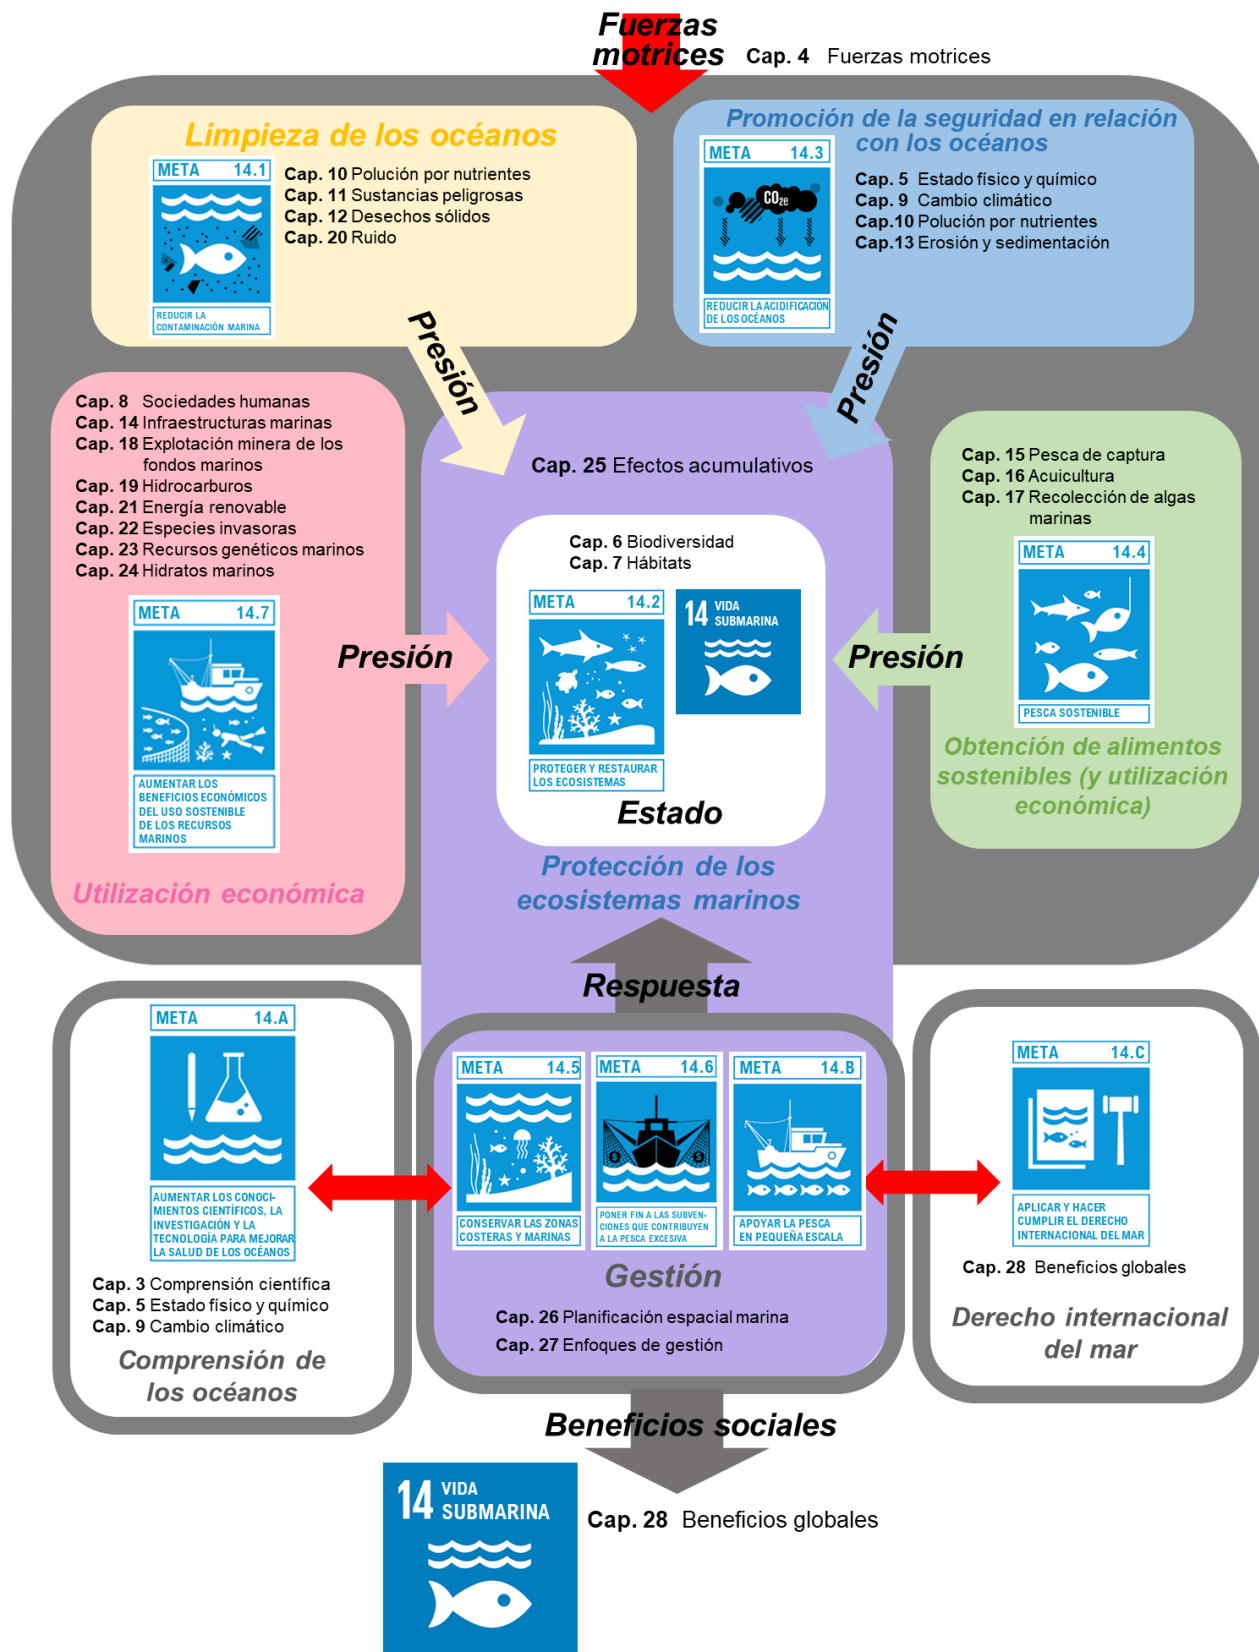 Fuerzas
motrices
Cap. 4 Fuerzas motrices
Limpieza de los océanos
META 14.1
REDUCIR LA
CONTAMINACIÓN MARINA
Cap. 10 Polución por nutrientes
Cap. 11 Sustancias peligrosas
Cap. 12 Desechos sólidos
Cap. 20 Ruido
Presión
Promoción de la seguridad en relación
con los océanos
META 14.3
CO2e
REDUCIR LA ACIDIFICACIÓN
DE LOS OCÉANOS
Cap. 5 Estado físico y químico
Cap. 9 Cambio climático
Cap.10 Polución por nutrientes
Cap.13 Erosión y sedimentación
Presión
Cap. 8 Sociedades humanas
Cap. 14 Infraestructuras marinas
Cap. 18 Explotación minera de los
fondos marinos
Cap. 19 Hidrocarburos
Cap. 21 Energía renovable
Cap. 22 Especies invasoras
Cap. 23 Recursos genéticos marinos
Cap. 24 Hidratos marinos
META 14.7
AUMENTAR LOS
BENEFICIOS ECONÓMICOS
DEL USO SOSTENIBLE
DE LOS RECURSOS
MARINOS
Utilización económica
Presión
Cap. 25 Efectos acumulativos
Cap. 6 Biodiversidad
Cap. 7 Hábitats
META 14.2
PROTEGER Y RESTAURAR
LOS ECOSISTEMAS
14 VIDA
SUBMARINA
Estado
Protección de los
ecosistemas marinos
Presión
Cap. 15 Pesca de captura
Cap. 16 Acuicultura
Cap. 17 Recolección de algas
marinas
META 14.4
PESCA SOSTENIBLE
Obtención de alimentos
sostenibles (y utilización
económica)
Respuesta
META 14.A
AUMENTAR LOS CONOCI-
MIENTOS CIENTÍFICOS, LA
INVESTIGACIÓN Y LA
TECNOLOGÍA PARA MEJORAR
LA SALUD DE LOS OCÉANOS
Cap. 3 Comprensión científica
Cap. 5 Estado físico y químico
Cap. 9 Cambio climático
Comprensión de
los océanos
META 14.5
CONSERVAR LAS ZONAS
COSTERAS Y MARINAS
META 14.6
$ $
PONER FIN A LAS SUBVEN-
CIONES QUE CONTRIBUYEN
A LA PESCA EXCESIVA
META 14.B
APOYAR LA PESCA
EN PEQUEÑA ESCALA
Gestión
Cap. 26 Planificación espacial marina
Cap. 27 Enfoques de gestión
META 14.C
APLICAR Y HACER
CUMPLIR EL DERECHO
INTERNACIONAL DEL MAR
Cap. 28 Beneficios globales
Derecho internacional
del mar
Beneficios sociales
14 VIDA
SUBMARINA
Cap. 28 Beneficios globales